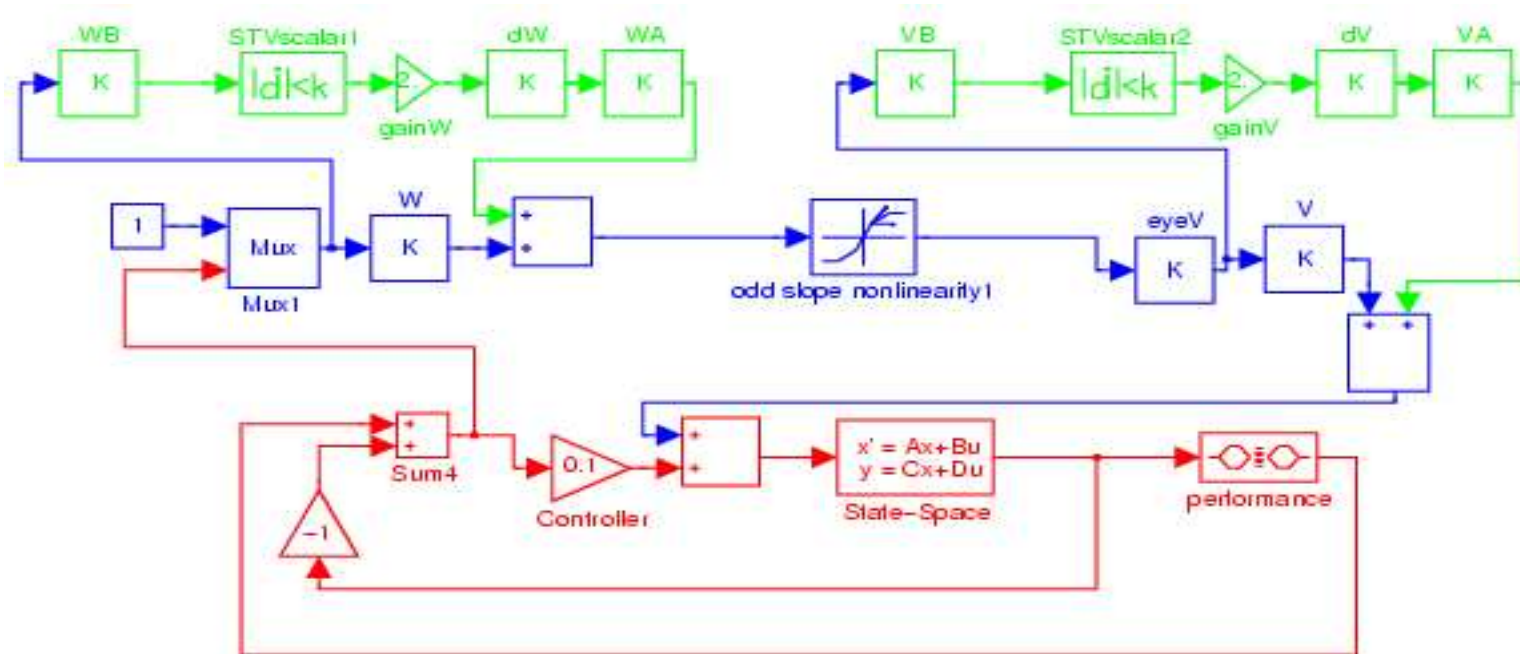 WB STVscalar1 dW WA VB STVscalar2 dV VA
K |d|<k 2. K K K |d|<k 2. K K
gainW gainV
W eyeV V
1 Mux K + + K K
Mux1 odd slope nonlinearity1
+ +
+ + + +
Sum4 0.1 x' = Ax+Bu
y = Cx+Du
Controller State-Space performance
-1